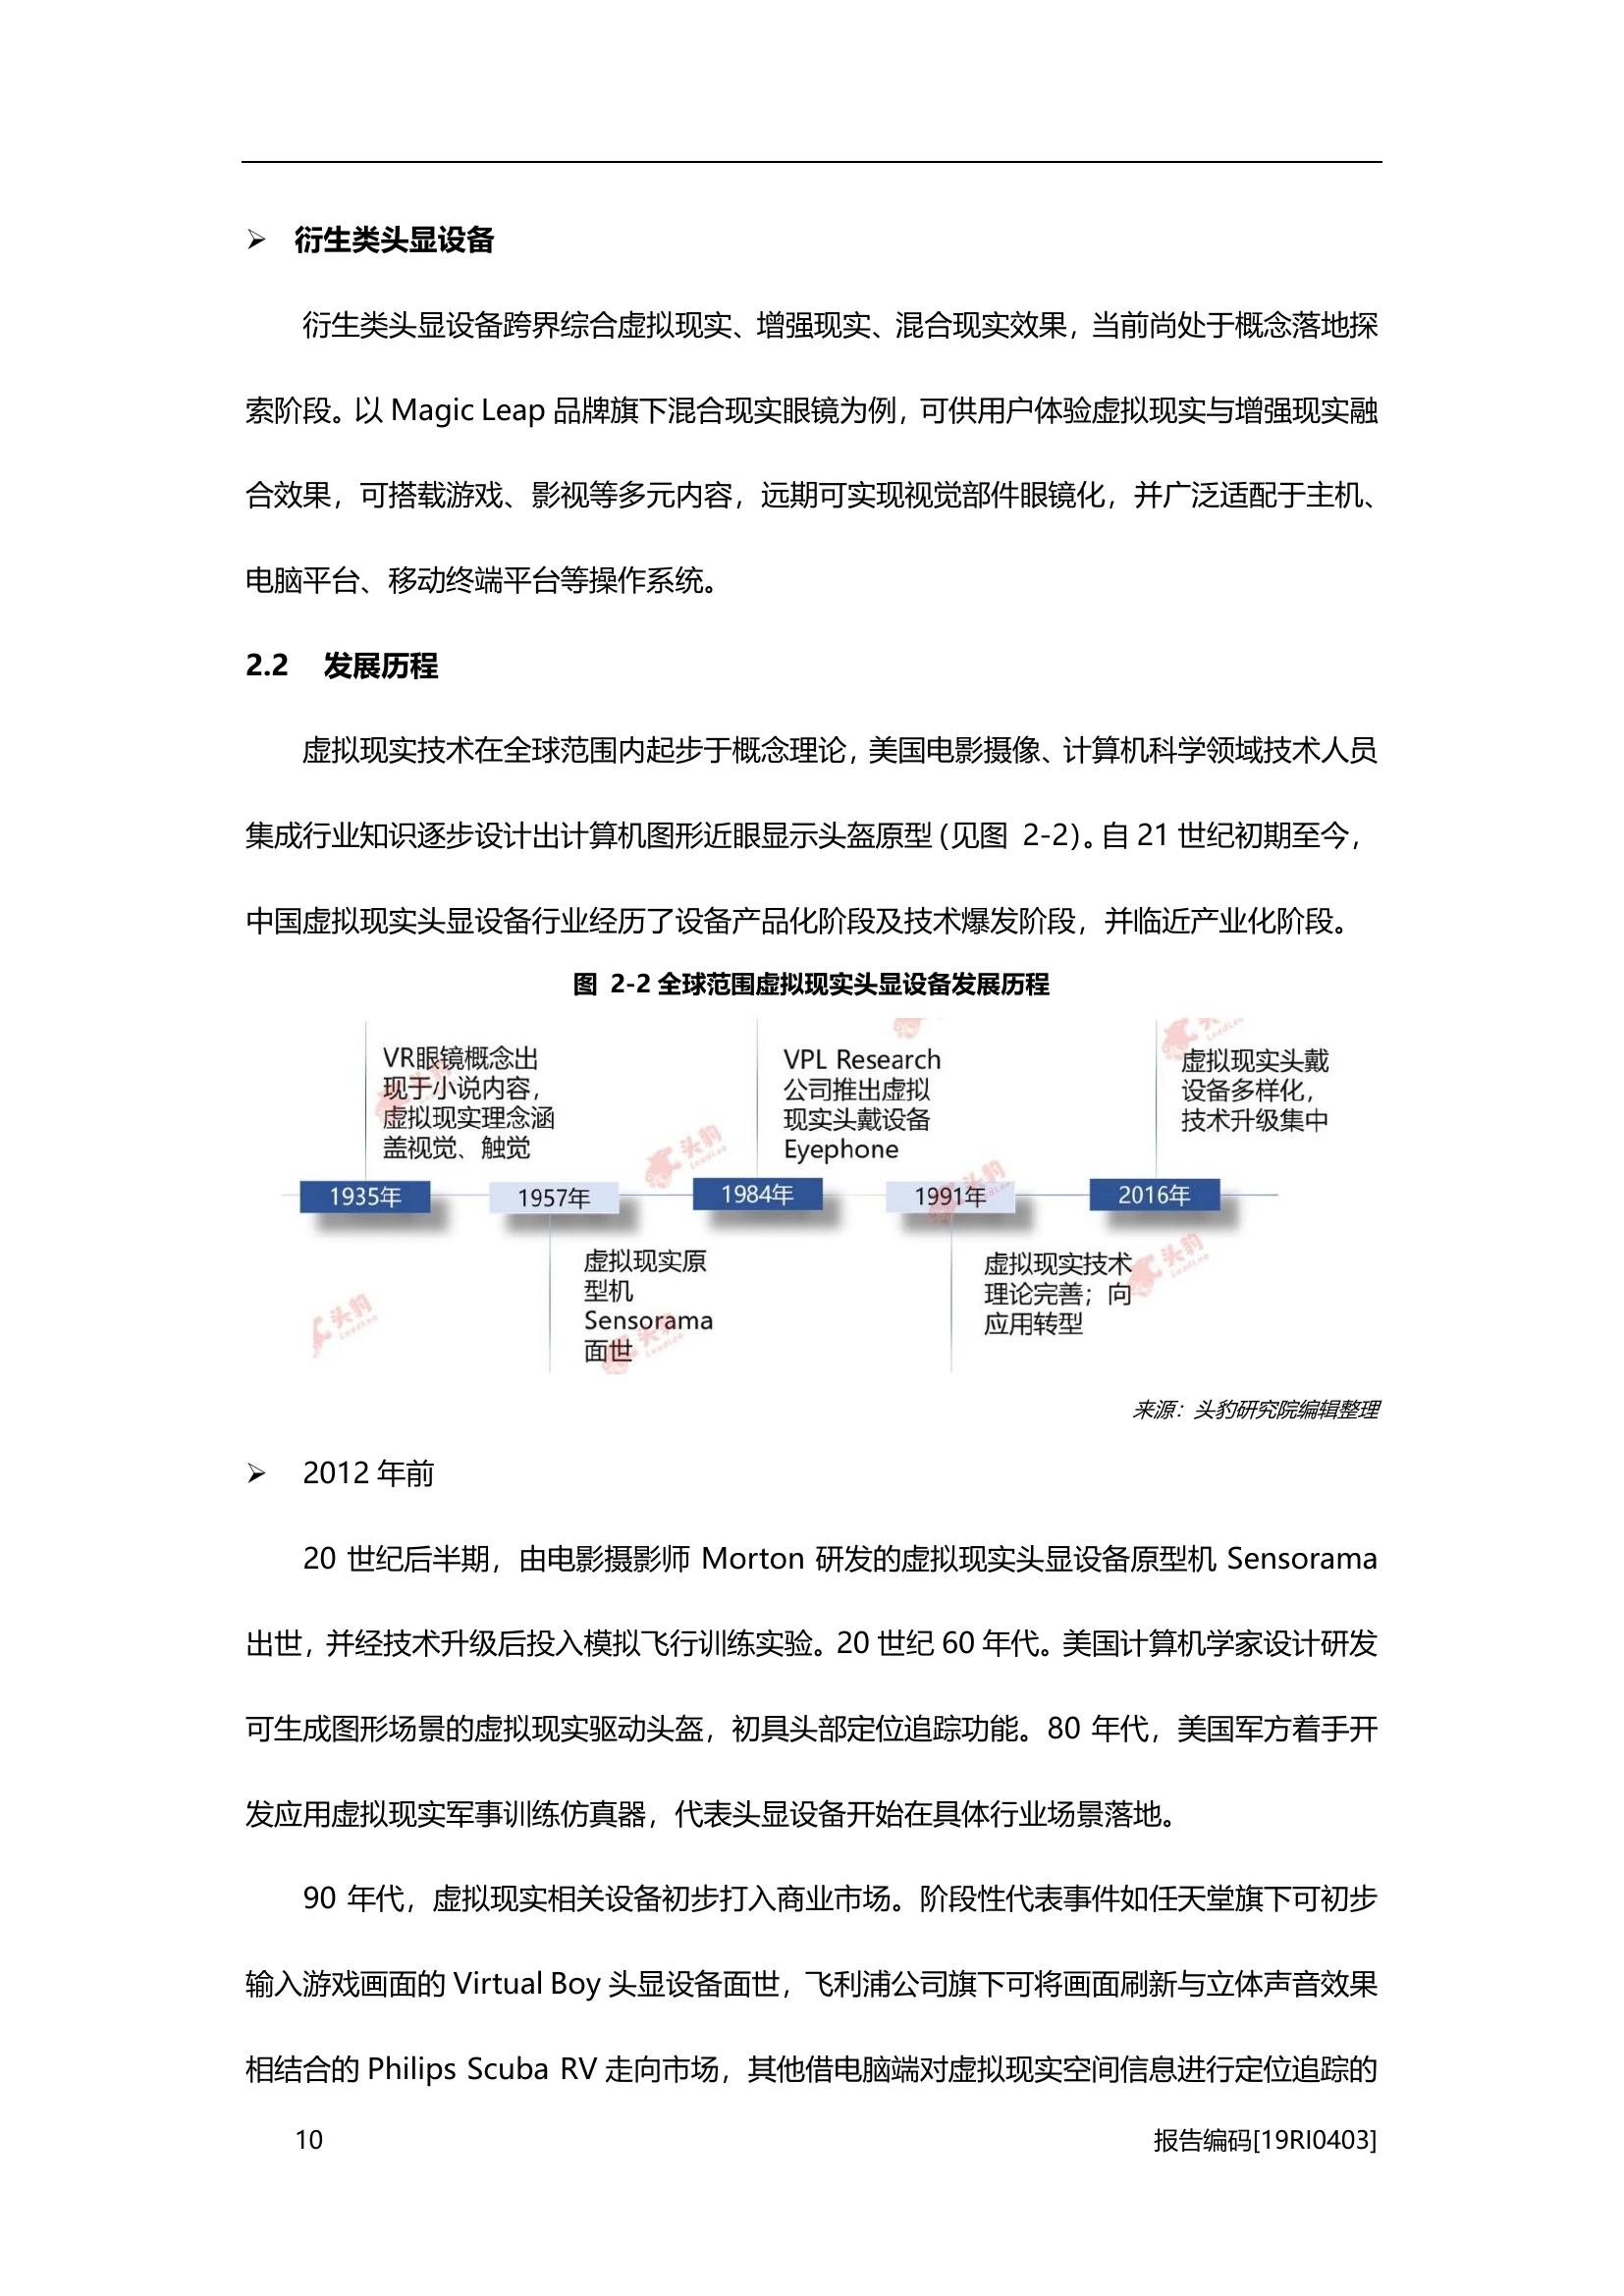 ➢ 衍生类头显设备
衍生类头显设备跨界综合虚拟现实、增强现实、混合现实效果，当前尚处于概念落地探
索阶段。以 Magic Leap 品牌旗下混合现实眼镜为例，可供用户体验虚拟现实与增强现实融
合效果，可搭载游戏、影视等多元内容，远期可实现视觉部件眼镜化，并广泛适配于主机、
电脑平台、移动终端平台等操作系统。
2.2 发展历程
虚拟现实技术在全球范围内起步于概念理论，美国电影摄像、计算机科学领域技术人员
集成行业知识逐步设计出计算机图形近眼显示头盔原型（见图 2-2）。自 21 世纪初期至今，
中国虚拟现实头显设备行业经历了设备产品化阶段及技术爆发阶段，并临近产业化阶段。
图 2-2 全球范围虚拟现实头显设备发展历程
VR眼镜概念出
现于小说内容，
虚拟现实理念涵
盖视觉、触觉
VPL Research
公司推出虚拟
现实头戴设备
Eyephone
虚拟现实头戴
设备多样化，
技术升级集中
1935年
1957年
1984年
1991年
2016年
虚拟现实原
型机
Sensorama
面世
虚拟现实技术
理论完善；向
应用转型
头豹
LeadLeo
来源：头豹研究院编辑整理
➢ 2012 年前
20 世纪后半期，由电影摄影师 Morton 研发的虚拟现实头显设备原型机 Sensorama
出世，并经技术升级后投入模拟飞行训练实验。20 世纪 60 年代。美国计算机学家设计研发
可生成图形场景的虚拟现实驱动头盔，初具头部定位追踪功能。80 年代，美国军方着手开
发应用虚拟现实军事训练仿真器，代表头显设备开始在具体行业场景落地。
90 年代，虚拟现实相关设备初步打入商业市场。阶段性代表事件如任天堂旗下可初步
输入游戏画面的 Virtual Boy 头显设备面世，飞利浦公司旗下可将画面刷新与立体声音效果
相结合的 Philips Scuba RV 走向市场，其他借电脑端对虚拟现实空间信息进行定位追踪的
10
报告编码[19RI0403]